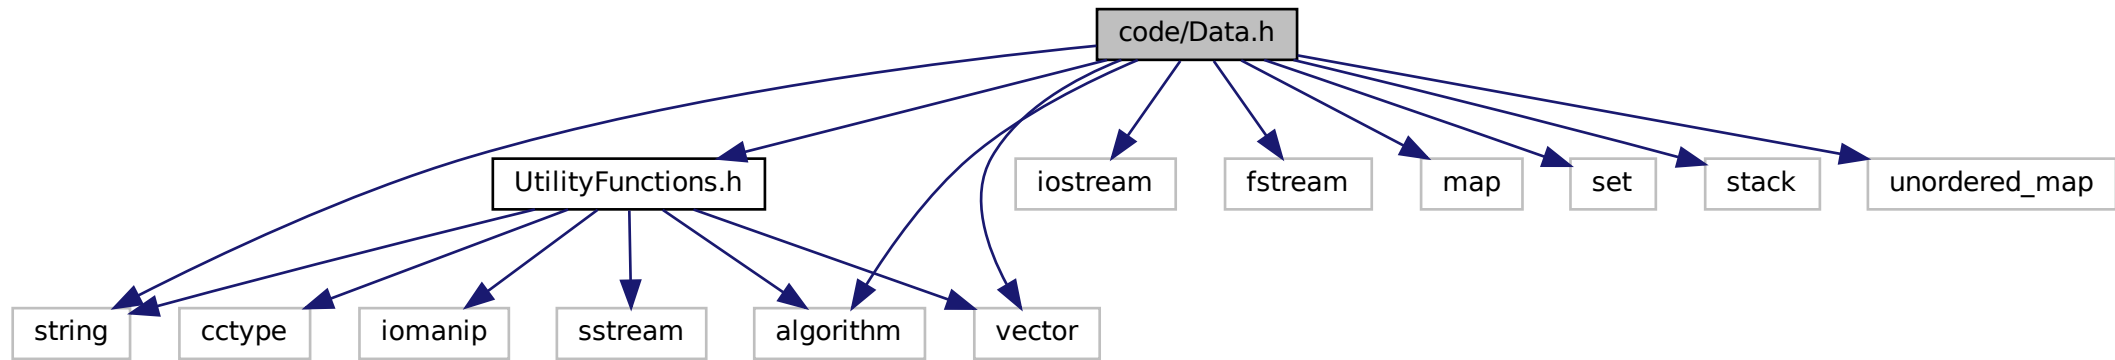 code/Data.h
UtilityFunctions.h
iostream
fstream
map
set
stack
unordered_map
string
cctype
iomanip
sstream
algorithm
vector